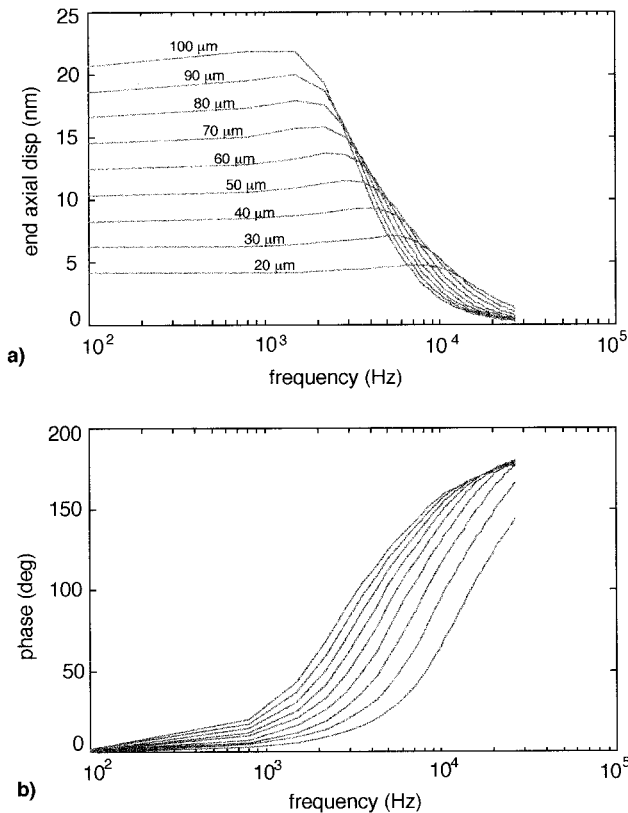 25
20
15
10
5
0
end axial disp (nm)
100 μm
90 μm
80 μm
70 μm
60 μm
50 μm
40 μm
30 μm
20 μm
10²
10³
10⁴
10⁵
frequency (Hz)
a)
200
150
100
50
0
phase (deg)
10²
10³
10⁴
10⁵
frequency (Hz)
b)